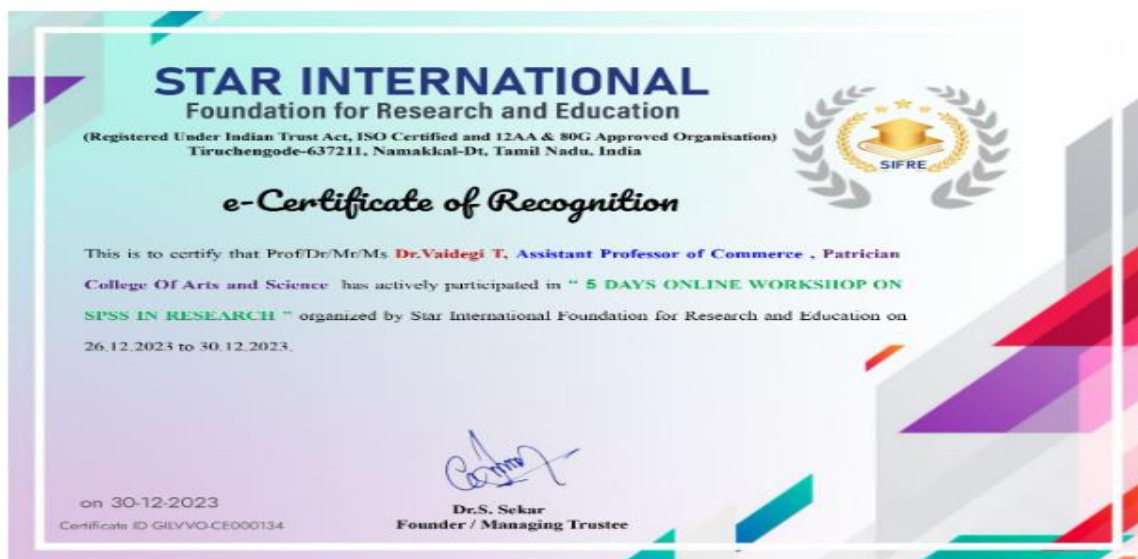 STAR INTERNATIONAL
Foundation for Research and Education
(Registered Under Indian Trust Act, ISO Certified and 12AA & 80G Approved Organisation)
Tiruchengode-637211, Namakkal-Dt, Tamil Nadu, India
SIFRE
e-Certificate of Recognition
This is to certify that Prof/Dr/Mr/Ms Dr.Vaidegi T, Assistant Professor of Commerce , Patrician
College Of Arts and Science has actively participated in “ 5 DAYS ONLINE WORKSHOP ON
SPSS IN RESEARCH ” organized by Star International Foundation for Research and Education on
26.12.2023 to 30.12.2023.
on 30-12-2023
Certificate ID GILVVO-CE000134
Dr.S. Sekar
Founder / Managing Trustee